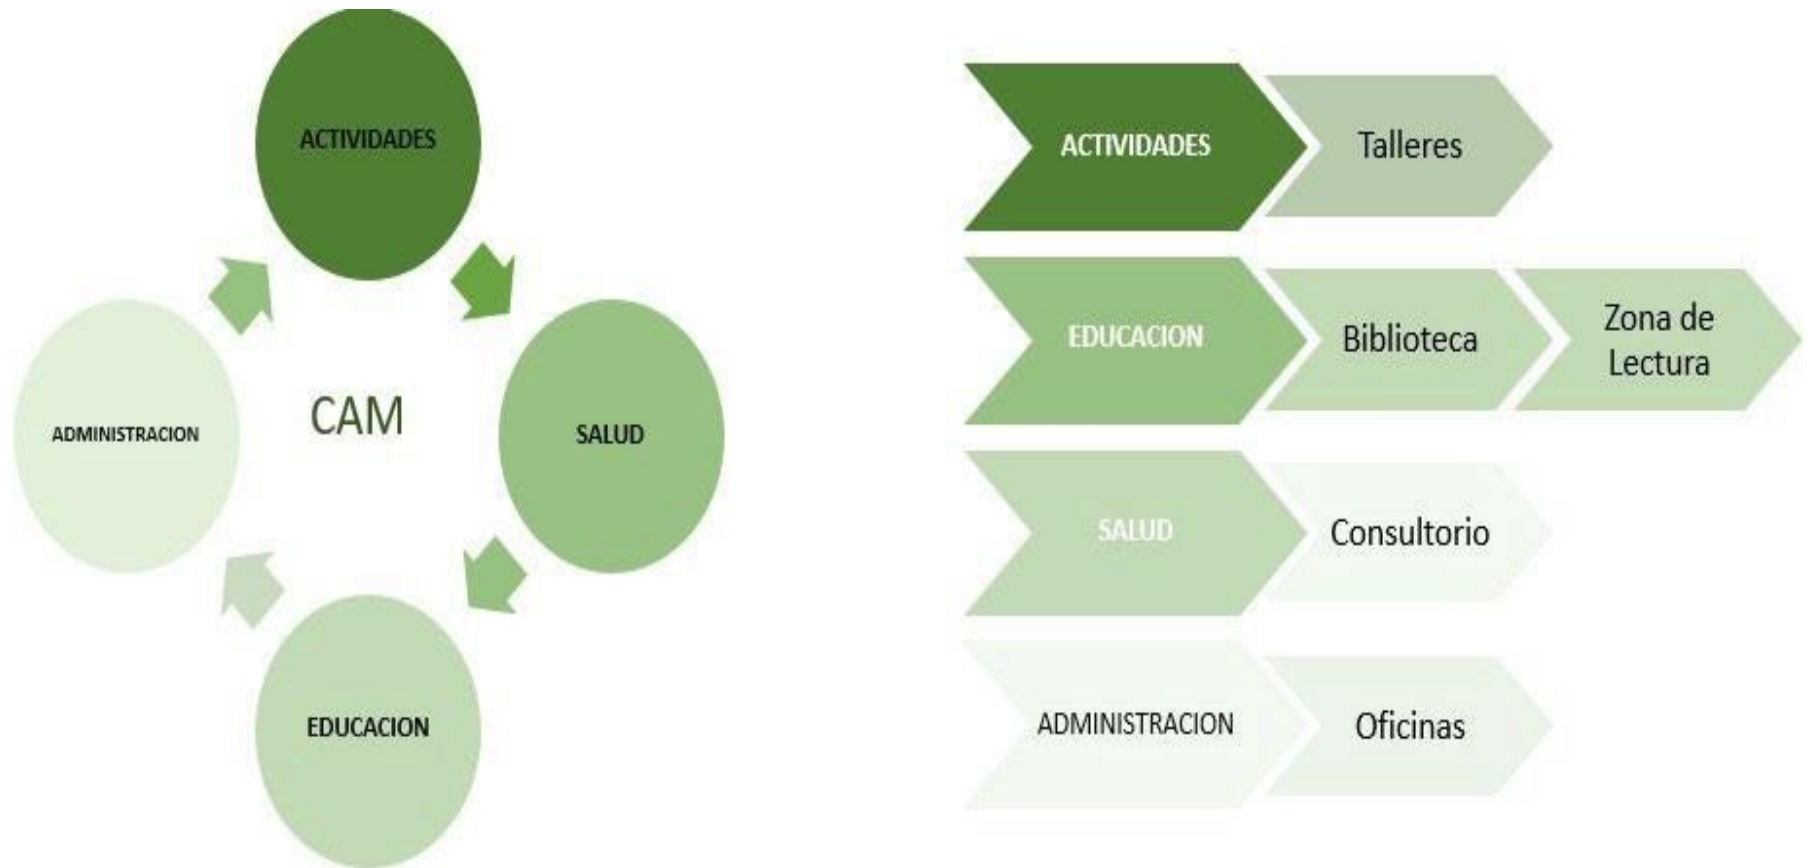 ACTIVIDADES
SALUD
EDUCACION
ADMINISTRACION
CAM
ACTIVIDADES
Talleres
EDUCACION
Biblioteca
Zona de
Lectura
SALUD
Consultorio
ADMINISTRACION
Oficinas